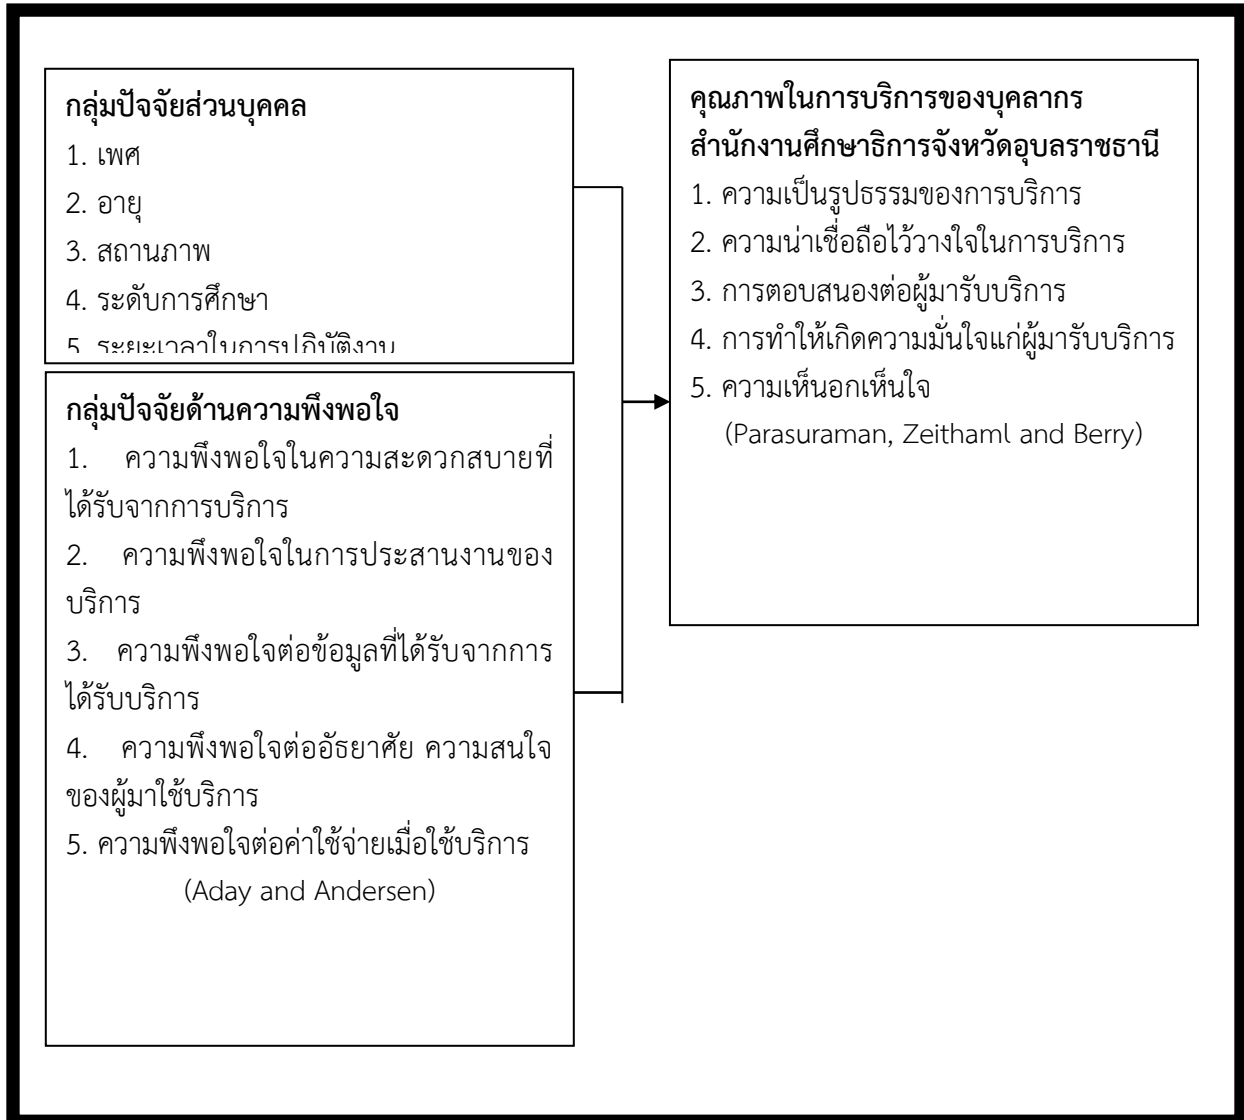 กลุ่มปัจจัยส่วนบุคคล
1. เพศ
2. อายุ
3. สถานภาพ
4. ระดับการศึกษา
5. ระยะเวลาในการปฏิบัติงาน
กลุ่มปัจจัยด้านความพึงพอใจ
1. ความพึงพอใจในความสะดวกสบายที่
ได้รับจากการบริการ
2. ความพึงพอใจในการประสานงานของ
บริการ
3. ความพึงพอใจต่อข้อมูลที่ได้รับจากการ
ได้รับบริการ
4. ความพึงพอใจต่ออัธยาศัย ความสนใจ
ของผู้มาใช้บริการ
5. ความพึงพอใจต่อค่าใช้จ่ายเมื่อใช้บริการ
(Aday and Andersen)
คุณภาพในการบริการของบุคลากร
สำนักงานศึกษาธิการจังหวัดอุบลราชธานี
1. ความเป็นรูปธรรมของการบริการ
2. ความน่าเชื่อถือไว้วางใจในการบริการ
3. การตอบสนองต่อผู้มารับบริการ
4. การทำให้เกิดความมั่นใจแก่ผู้มารับบริการ
5. ความเห็นอกเห็นใจ
(Parasuraman, Zeithaml and Berry)